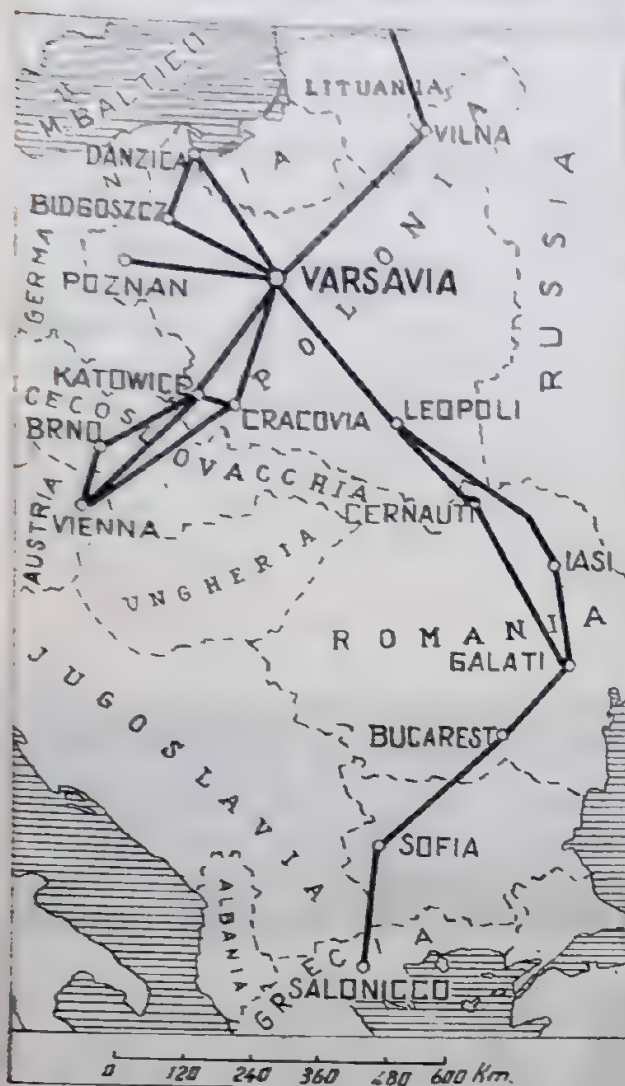 M. BALTICO
LITUANIA
DANZICA
VILNA
BIDGOSZCZ
POZNAN
VARSAVIA
GERMANIA
POLONIA
RUSSIA
KATOWICE
CRACOVIA
LEOPOLI
CECOSLOVACCHIA
BRNO
VIENNA
CERNAUTI
AUSTRIA
UNGHERIA
IASI
ROMANIA
GALATI
JUGOSLAVIA
BUCAREST
SOFIA
ALBANIA
GRECIA
SALONICCO
0 120 240 360 480 600 Km.